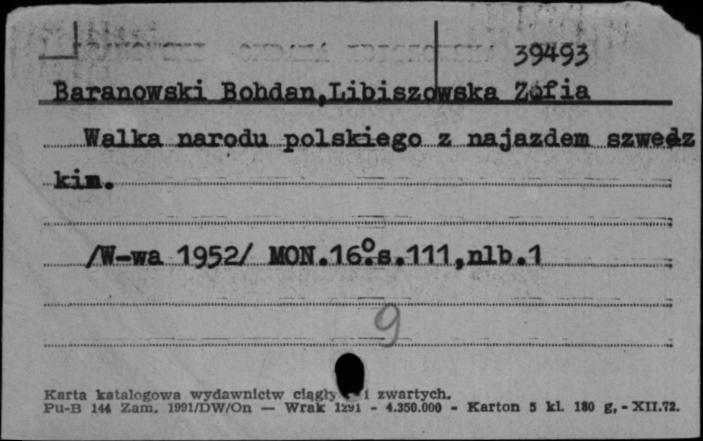 39493
Baranowski Bohdan,Libiszowska Zofia
Walka narodu polskiego z najazdem szwedz
kim.
/W-wa 1952/ MON.16°.s.111,nlb.1
9
Karta katalogowa wydawnictw ciągły i zwartych.
Pu-B 144 Zam. 1991/DW/On — Wrak 1291 - 4.350.000 - Karton 5 kl. 180 g, - XII.72.